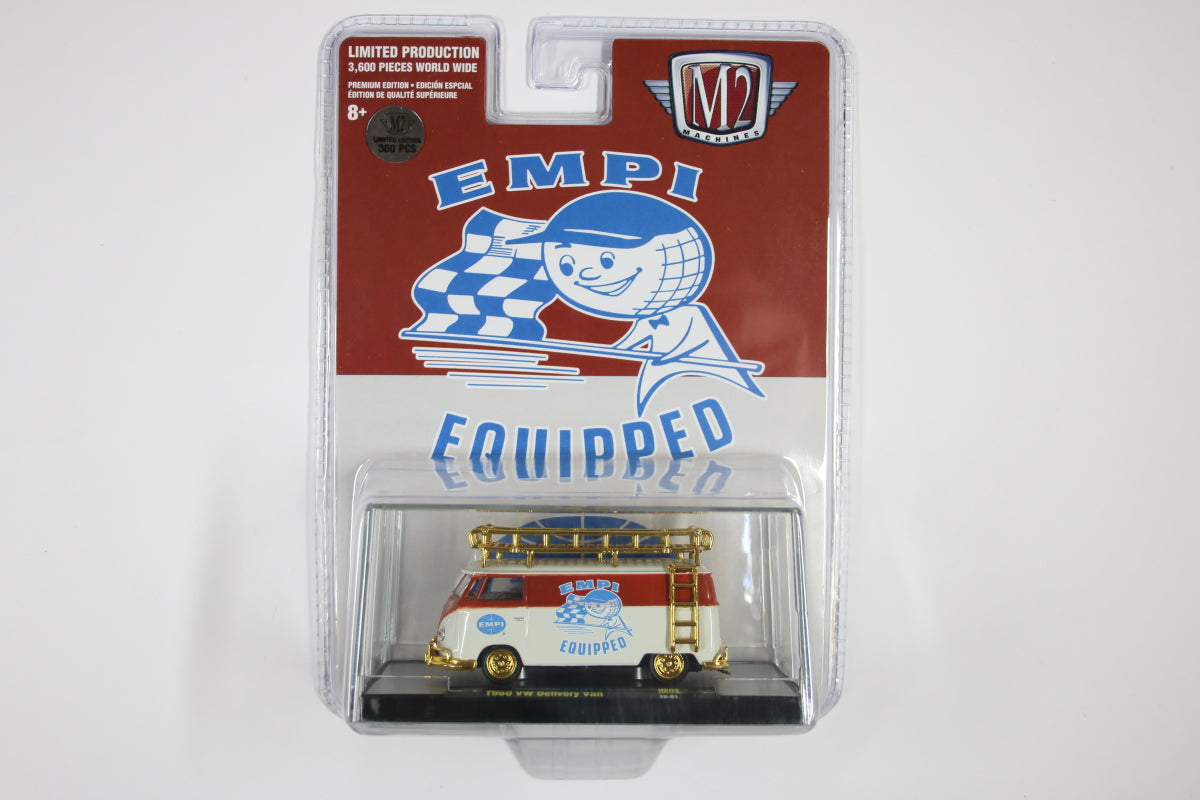 LIMITED PRODUCTION
3,600 PIECES WORLD WIDE
PREMIUM EDITION • EDICIÓN ESPCIAL
ÉDITION DE QUALITÉ SUPÉRIEURE
8+
M2
LIMITED EDITION
300 PCS
M2
MACHINES
EMPI
EQUIPPED
EMPI
EQUIPPED
EMPI
1960 VW Delivery Van